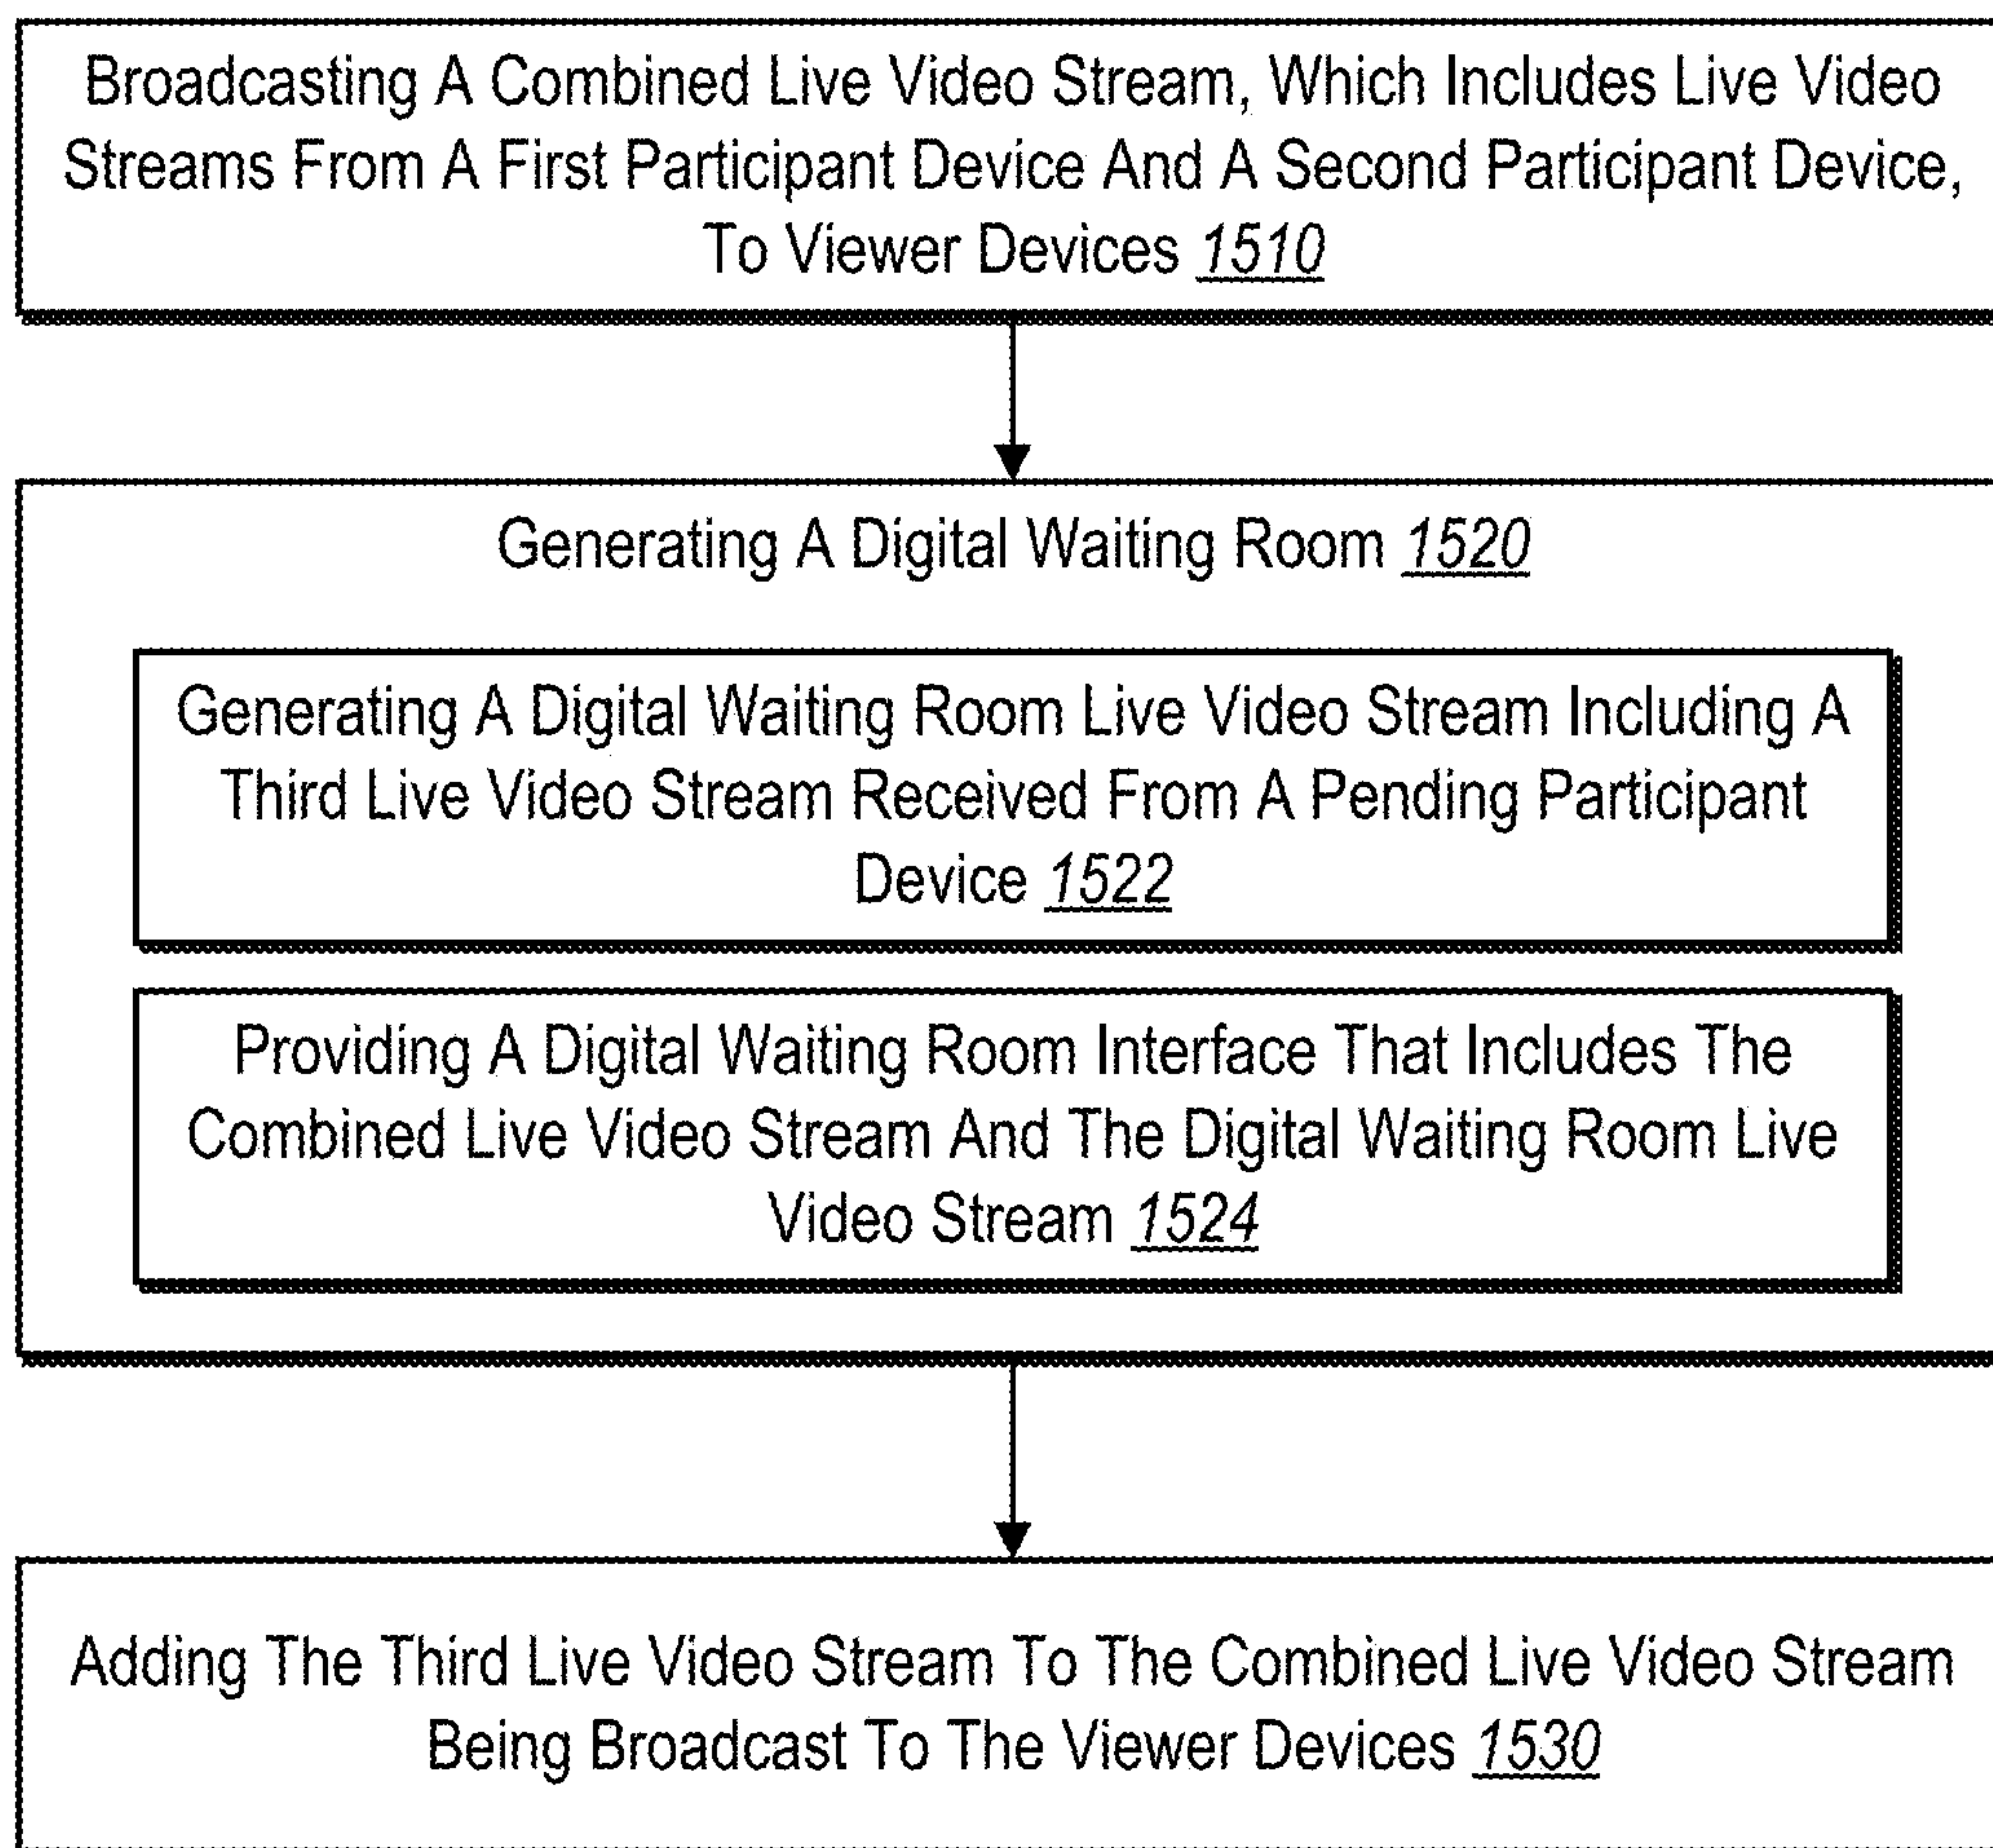 Broadcasting A Combined Live Video Stream, Which Includes Live Video
Streams From A First Participant Device And A Second Participant Device,
To Viewer Devices 1510
Generating A Digital Waiting Room 1520
Generating A Digital Waiting Room Live Video Stream Including A
Third Live Video Stream Received From A Pending Participant
Device 1522
Providing A Digital Waiting Room Interface That Includes The
Combined Live Video Stream And The Digital Waiting Room Live
Video Stream 1524
Adding The Third Live Video Stream To The Combined Live Video Stream
Being Broadcast To The Viewer Devices 1530